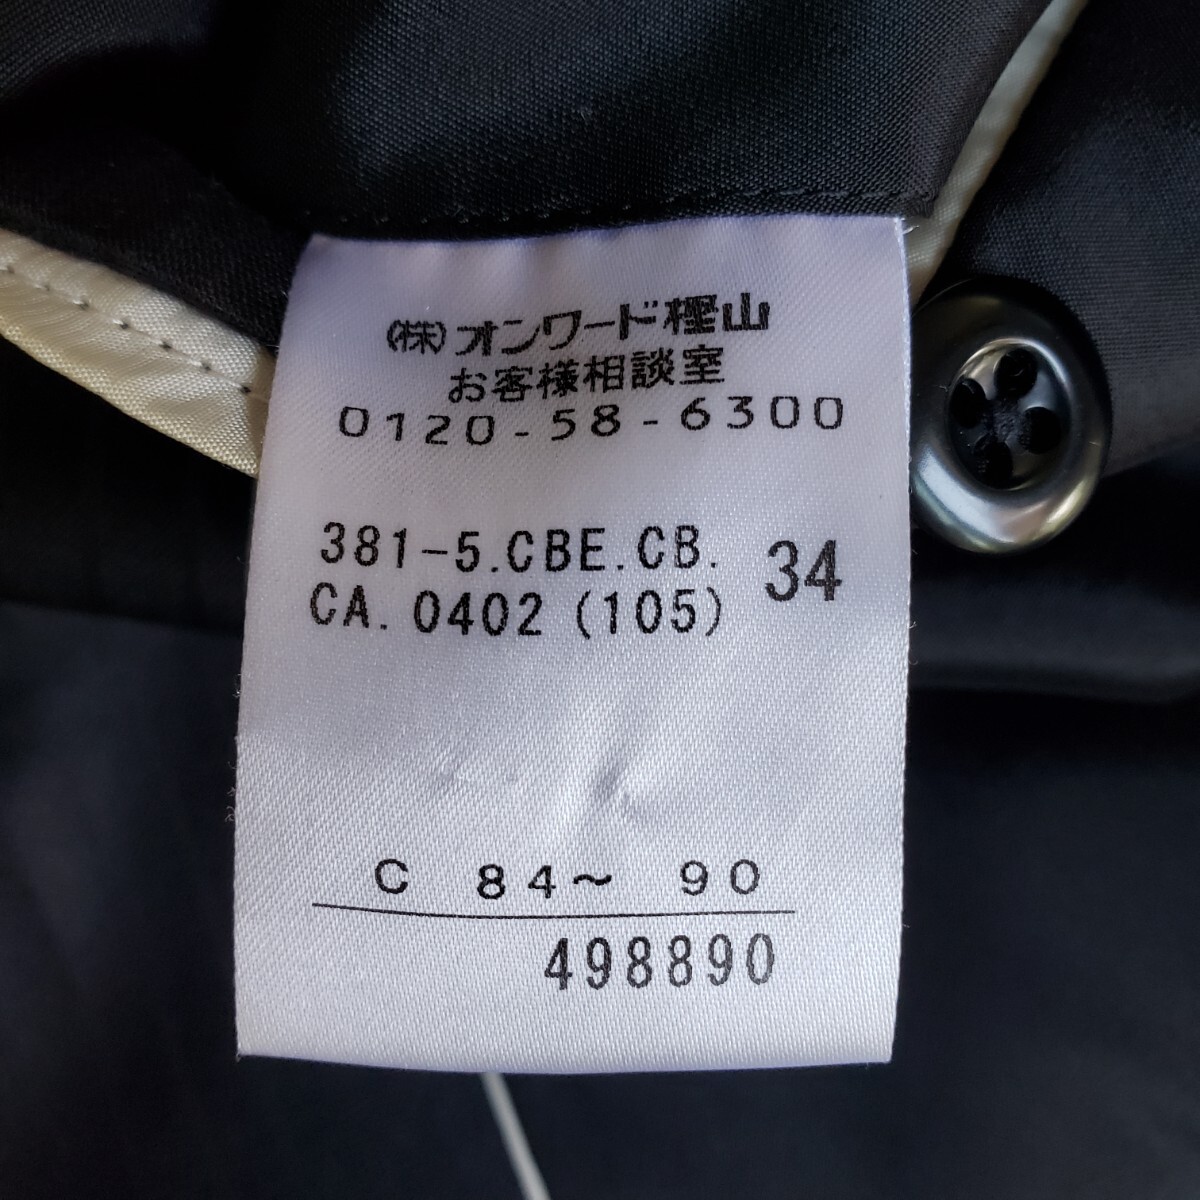 (株)オンワード樫山
お客様相談室
0120-58-6300
381-5.CBE.CB. 34
CA. 0402 (105)
C 84~ 90
498890